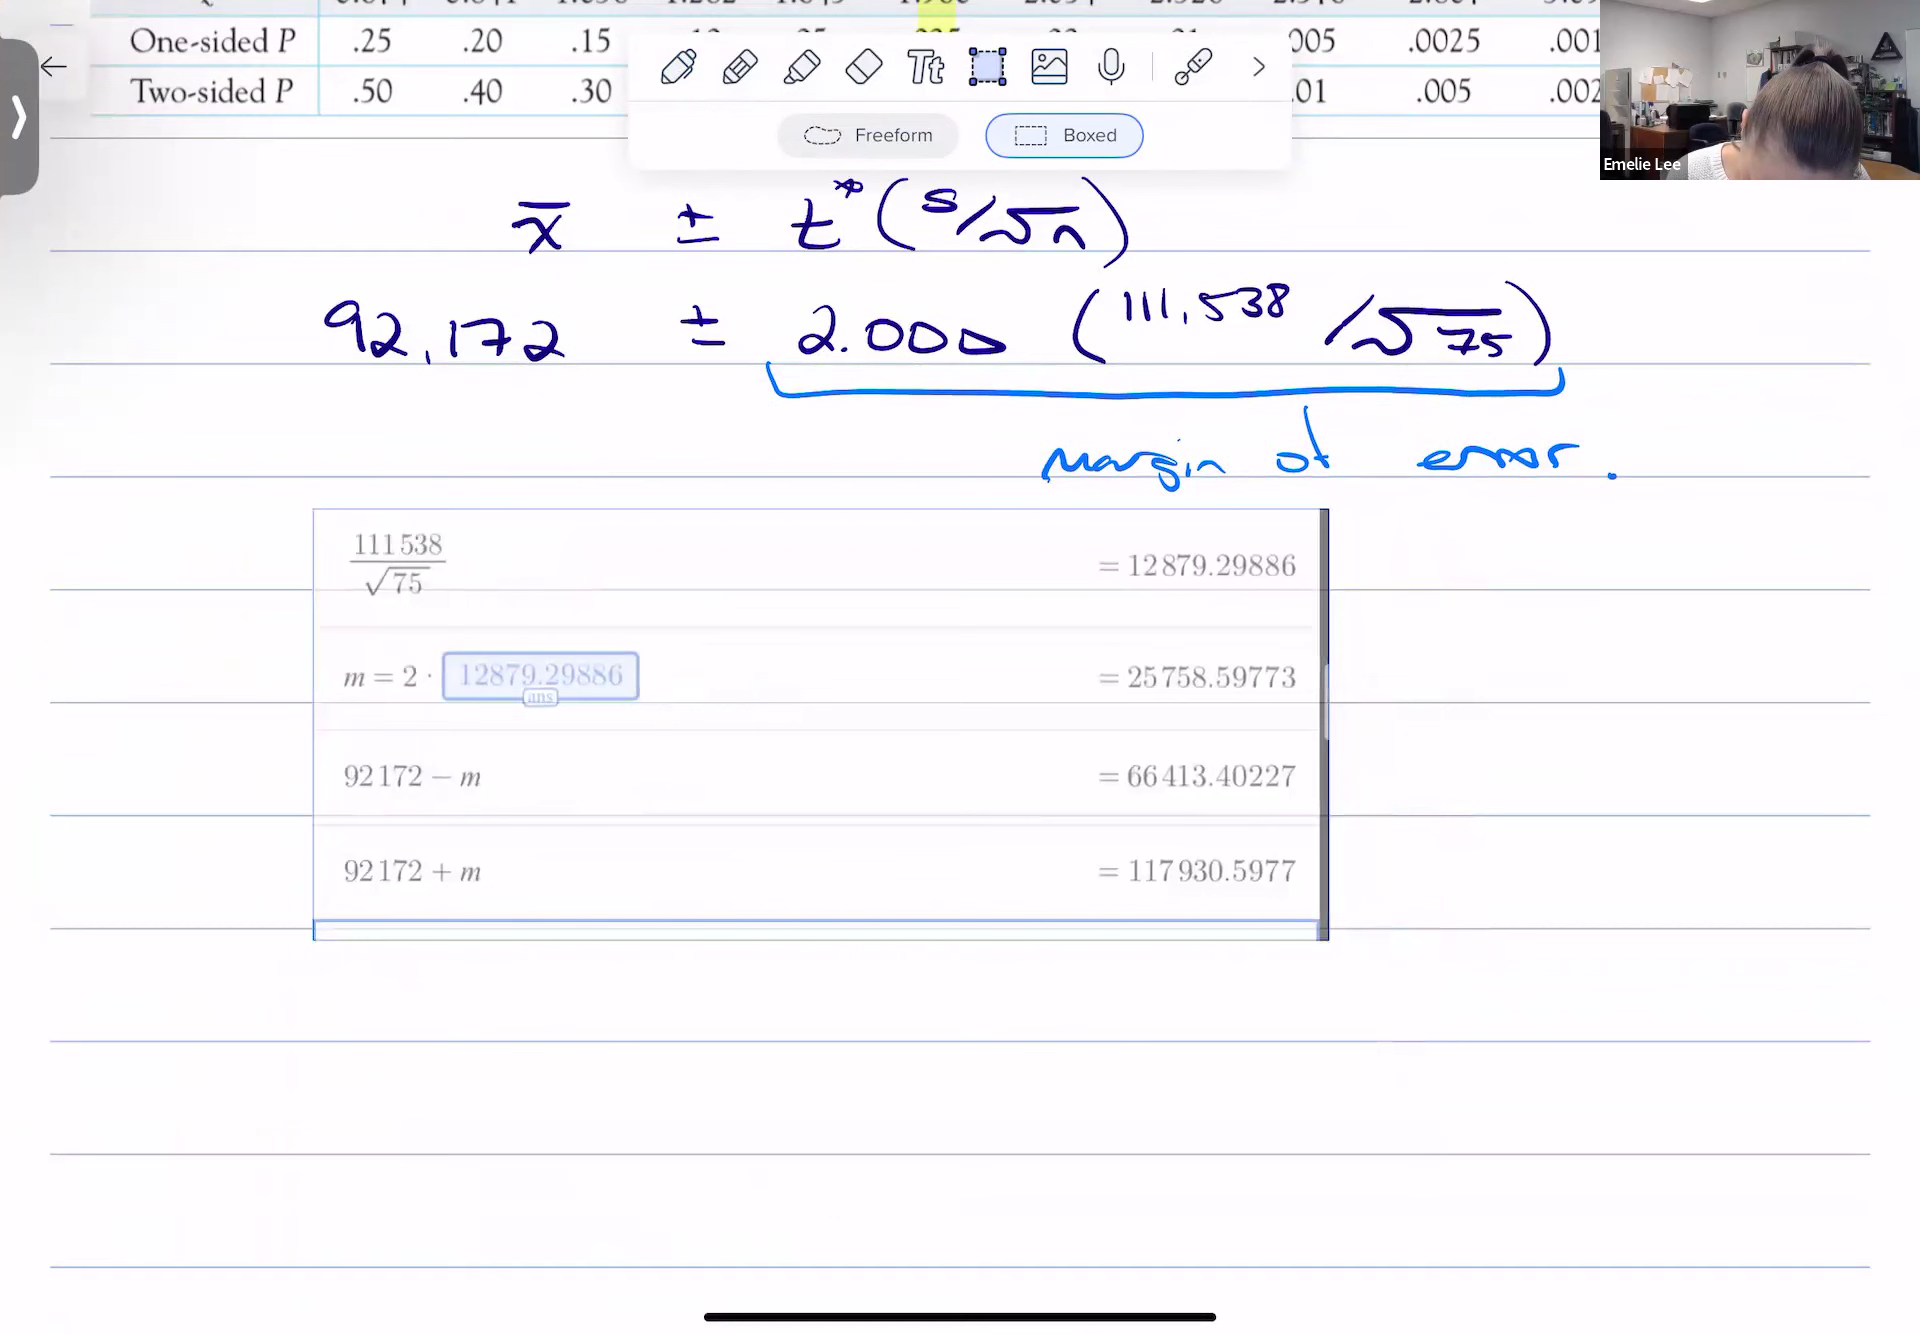 One-sided P .25 .20 .15 005 .0025 .001
Two-sided P .50 .40 .30 .01 .005 .002
Tt
Freeform Boxed
Emelie Lee
x̄ ± t* (s/√n)
92,172 ± 2.000 (111,538/√75)
margin of error.
111538/√75 = 12879.29886
m = 2 · 12879.29886 = 25758.59773
ans
92172 − m = 66413.40227
92172 + m = 117930.5977